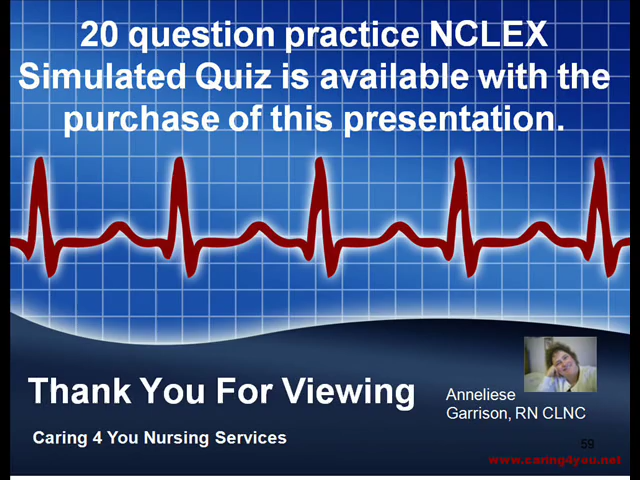 20 question practice NCLEX
Simulated Quiz is available with the
purchase of this presentation.
Thank You For Viewing
Anneliese
Garrison, RN CLNC
Caring 4 You Nursing Services
59
www.caring4you.net